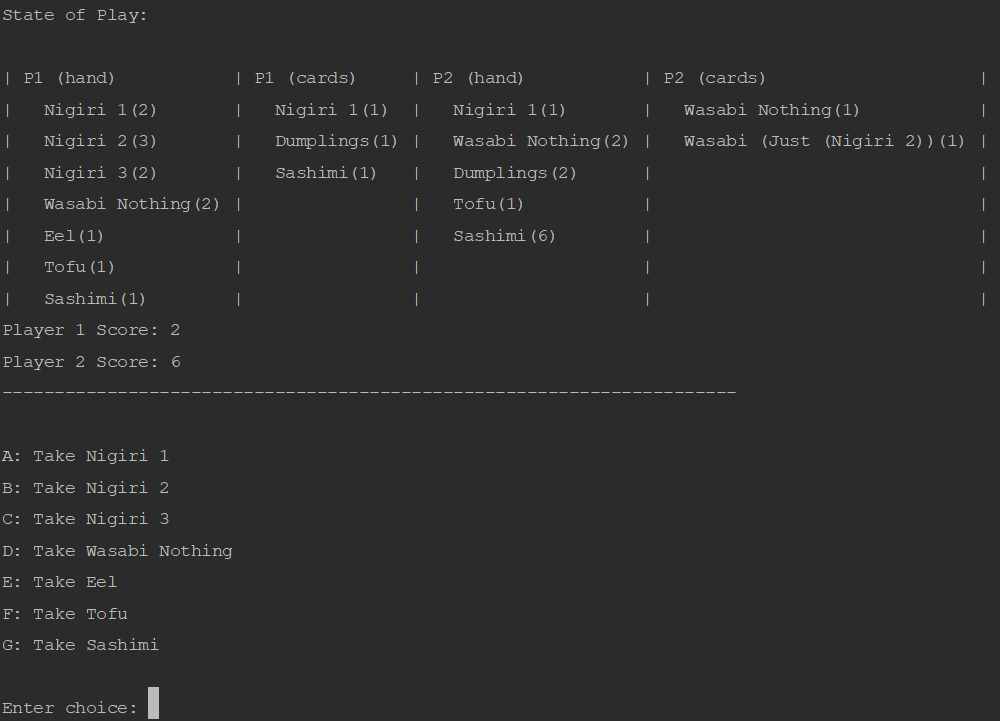 State of Play:
| P1 (hand) | P1 (cards) | P2 (hand) | P2 (cards) |
| Nigiri 1(2) | Nigiri 1(1) | Nigiri 1(1) | Wasabi Nothing(1) |
| Nigiri 2(3) | Dumplings(1) | Wasabi Nothing(2) | Wasabi (Just (Nigiri 2))(1) |
| Nigiri 3(2) | Sashimi(1) | Dumplings(2) | |
| Wasabi Nothing(2) | | Tofu(1) | |
| Eel(1) | | Sashimi(6) | |
| Tofu(1) | | | |
| Sashimi(1) | | | |
Player 1 Score: 2
Player 2 Score: 6
----------------------------------------------------------------------
A: Take Nigiri 1
B: Take Nigiri 2
C: Take Nigiri 3
D: Take Wasabi Nothing
E: Take Eel
F: Take Tofu
G: Take Sashimi
Enter choice: